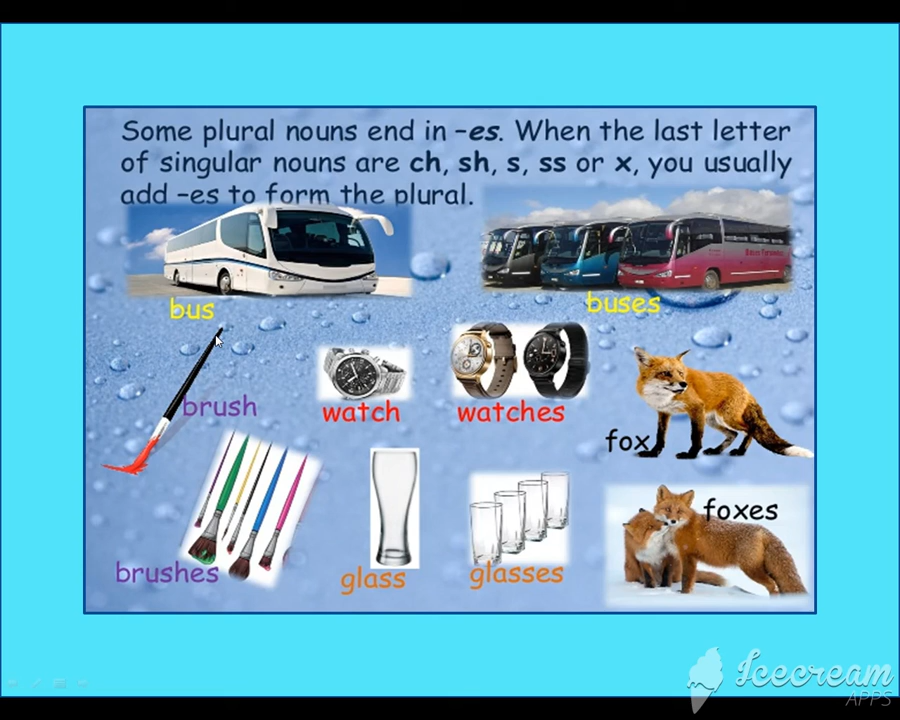 Some plural nouns end in –es. When the last letter
of singular nouns are ch, sh, s, ss or x, you usually
add –es to form the plural.
bus
buses
brush
watch
watches
fox
foxes
brushes
glass
glasses
Icecream
APPS